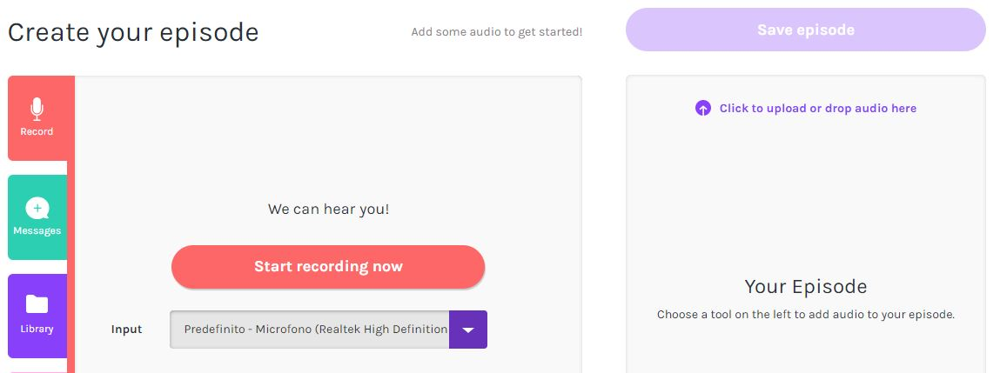 Create your episode
Add some audio to get started!
Save episode
Record
Messages
Library
We can hear you!
Start recording now
Input
Predefinito - Microfono (Realtek High Definition
Click to upload or drop audio here
Your Episode
Choose a tool on the left to add audio to your episode.